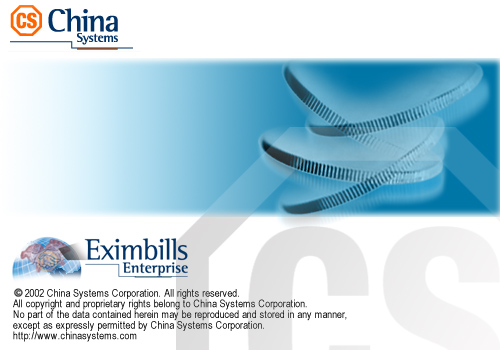 CS China
Systems
Eximbills
Enterprise
© 2002 China Systems Corporation. All rights reserved.
All copyright and proprietary rights belong to China Systems Corporation.
No part of the data contained herein may be reproduced and stored in any manner,
except as expressly permitted by China Systems Corporation.
http://www.chinasystems.com
CS